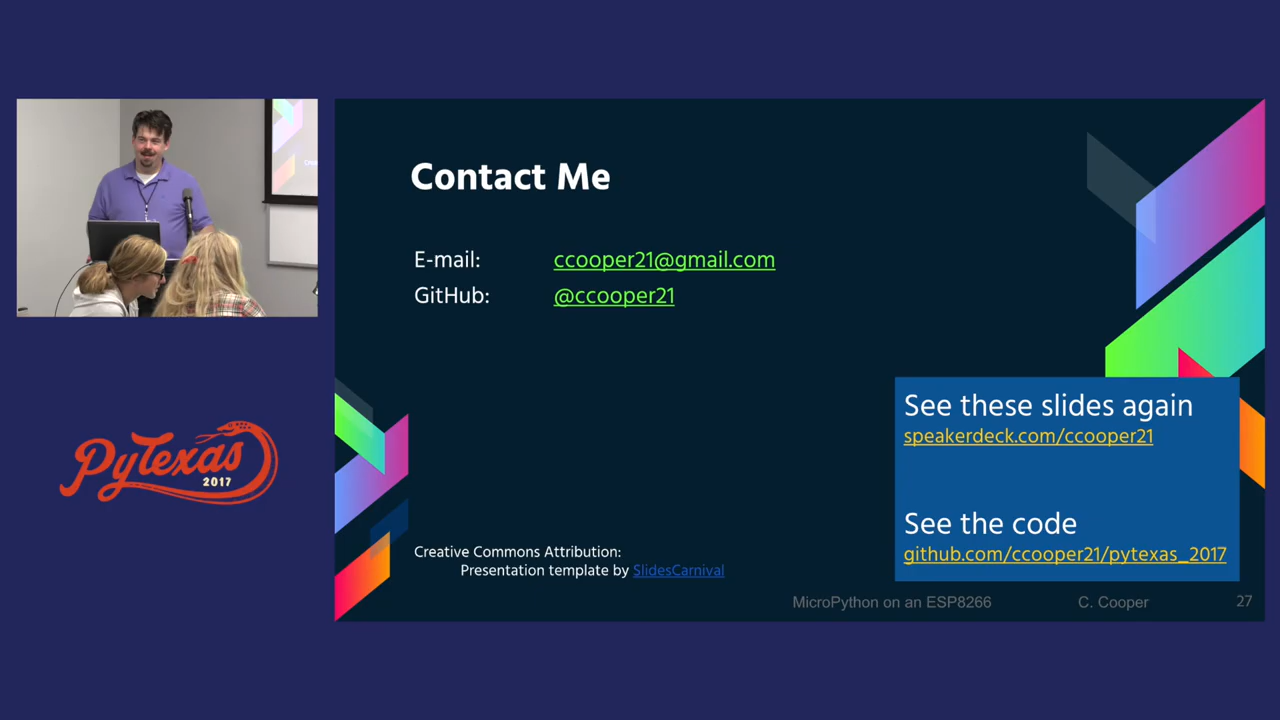 Contact Me
E-mail: ccooper21@gmail.com
GitHub: @ccooper21
See these slides again
speakerdeck.com/ccooper21
See the code
github.com/ccooper21/pytexas_2017
Creative Commons Attribution:
Presentation template by SlidesCarnival
MicroPython on an ESP8266 C. Cooper 27
PyTexas
2017